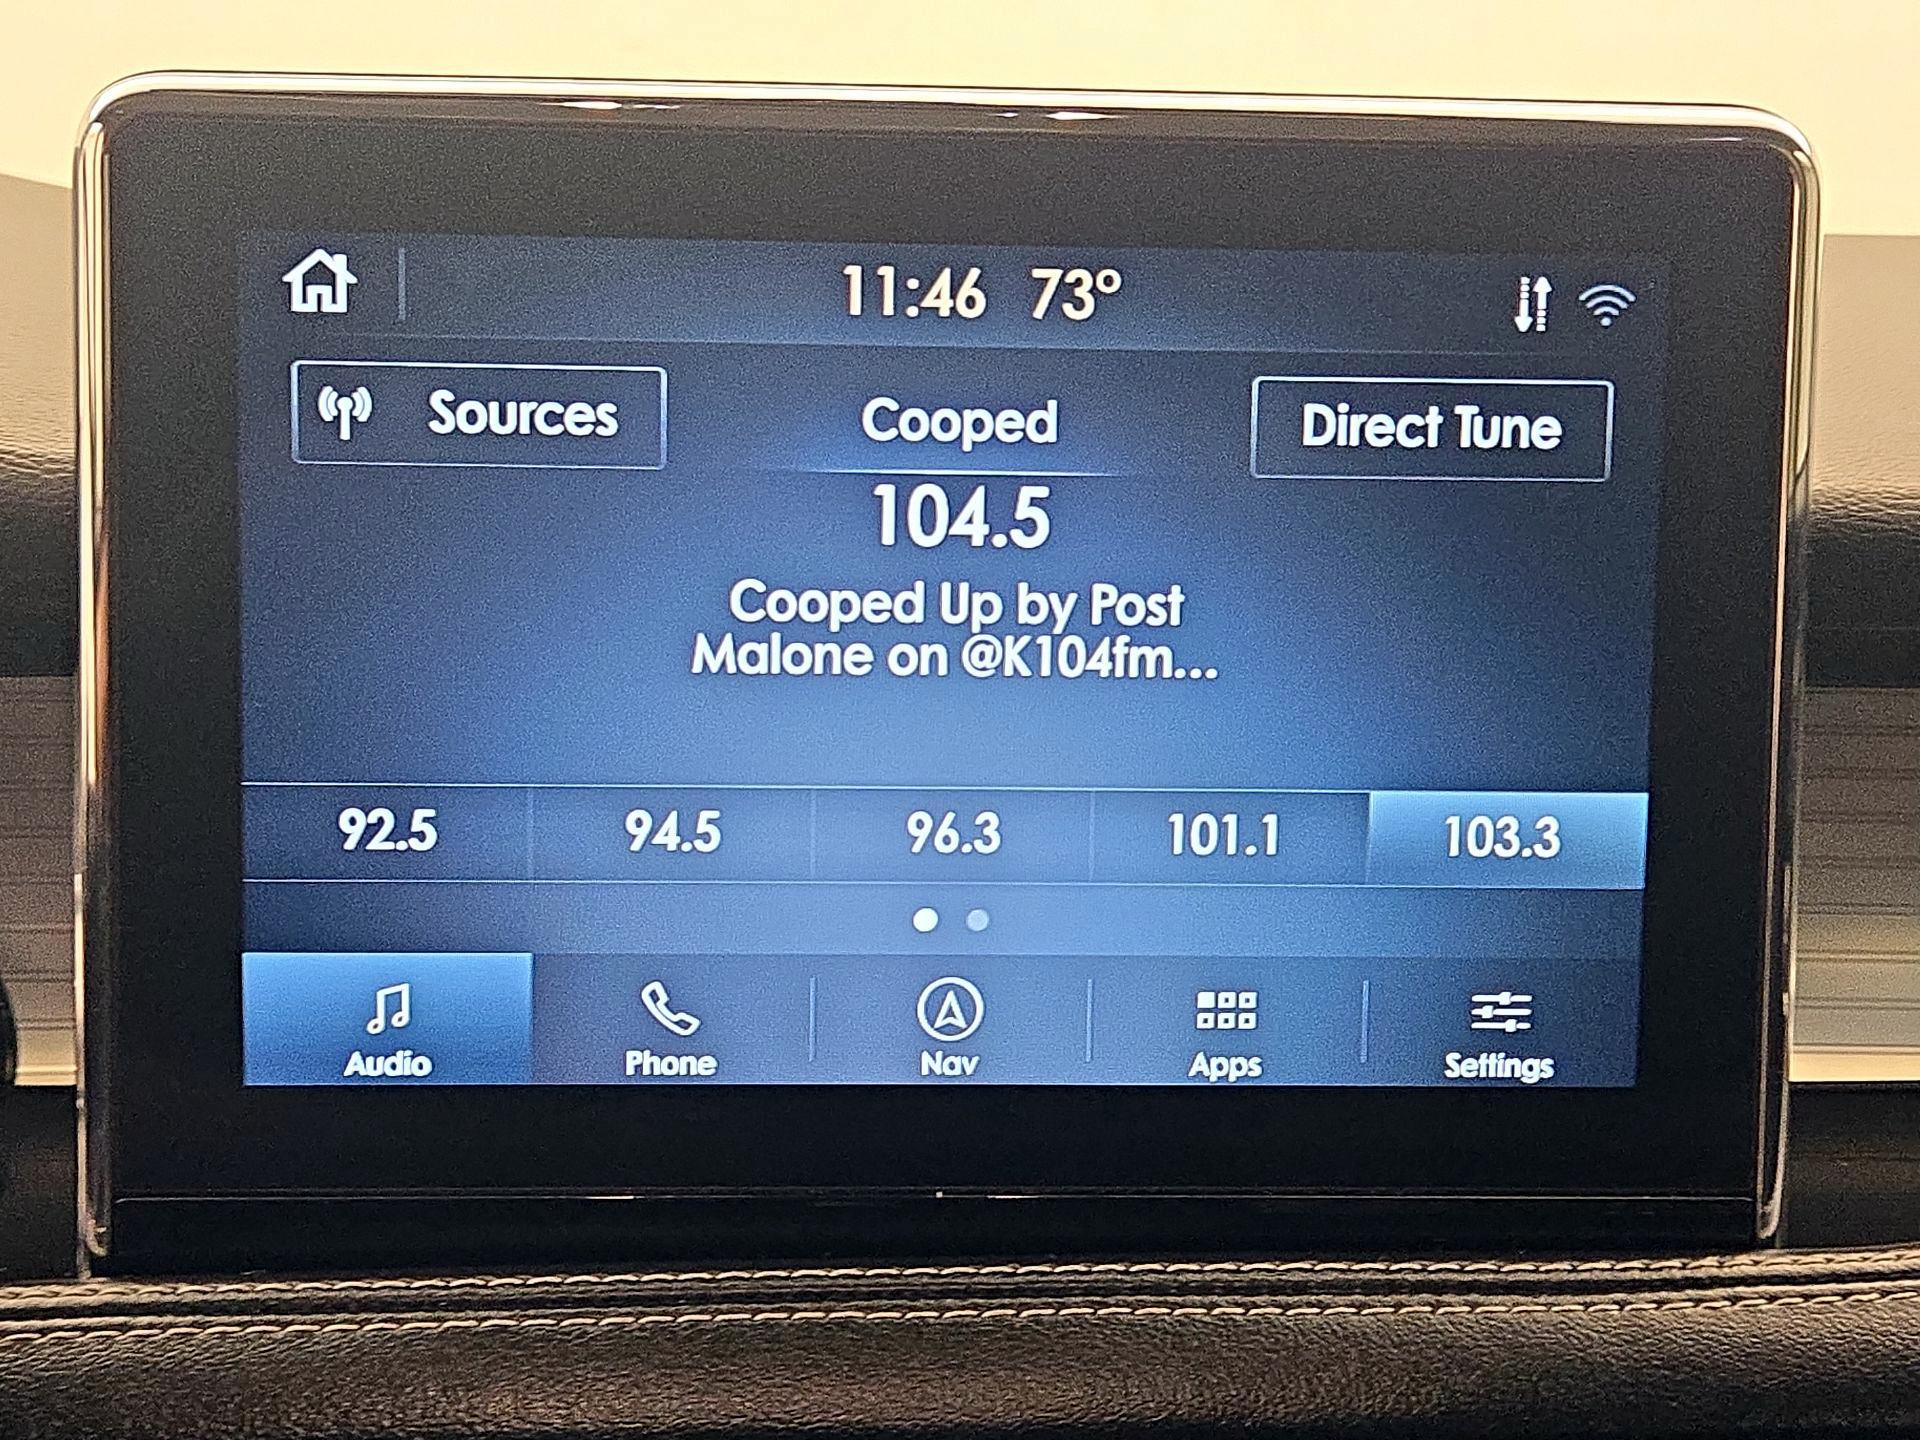 11:46 73°
Sources
Cooped
Direct Tune
104.5
Cooped Up by Post
Malone on @K104fm...
92.5 94.5 96.3 101.1 103.3
Audio Phone Nav Apps Settings